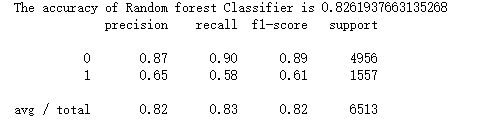 The accuracy of Random forest Classifier is 0.8261937663135268
precision recall f1-score support
0 0.87 0.90 0.89 4956
1 0.65 0.58 0.61 1557
avg / total 0.82 0.83 0.82 6513